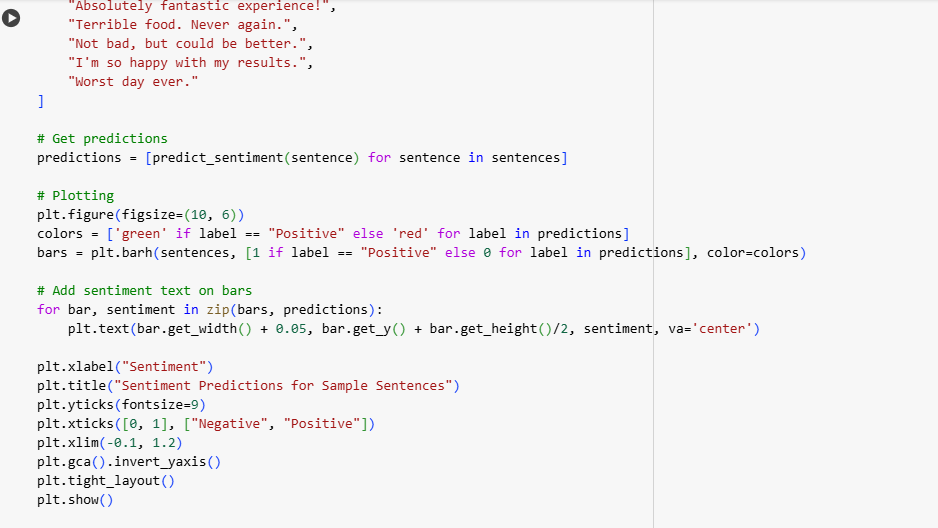 "Absolutely fantastic experience!",
    "Terrible food. Never again.",
    "Not bad, but could be better.",
    "I'm so happy with my results.",
    "Worst day ever."
]

# Get predictions
predictions = [predict_sentiment(sentence) for sentence in sentences]

# Plotting
plt.figure(figsize=(10, 6))
colors = ['green' if label == "Positive" else 'red' for label in predictions]
bars = plt.barh(sentences, [1 if label == "Positive" else 0 for label in predictions], color=colors)

# Add sentiment text on bars
for bar, sentiment in zip(bars, predictions):
    plt.text(bar.get_width() + 0.05, bar.get_y() + bar.get_height()/2, sentiment, va='center')

plt.xlabel("Sentiment")
plt.title("Sentiment Predictions for Sample Sentences")
plt.yticks(fontsize=9)
plt.xticks([0, 1], ["Negative", "Positive"])
plt.xlim(-0.1, 1.2)
plt.gca().invert_yaxis()
plt.tight_layout()
plt.show()